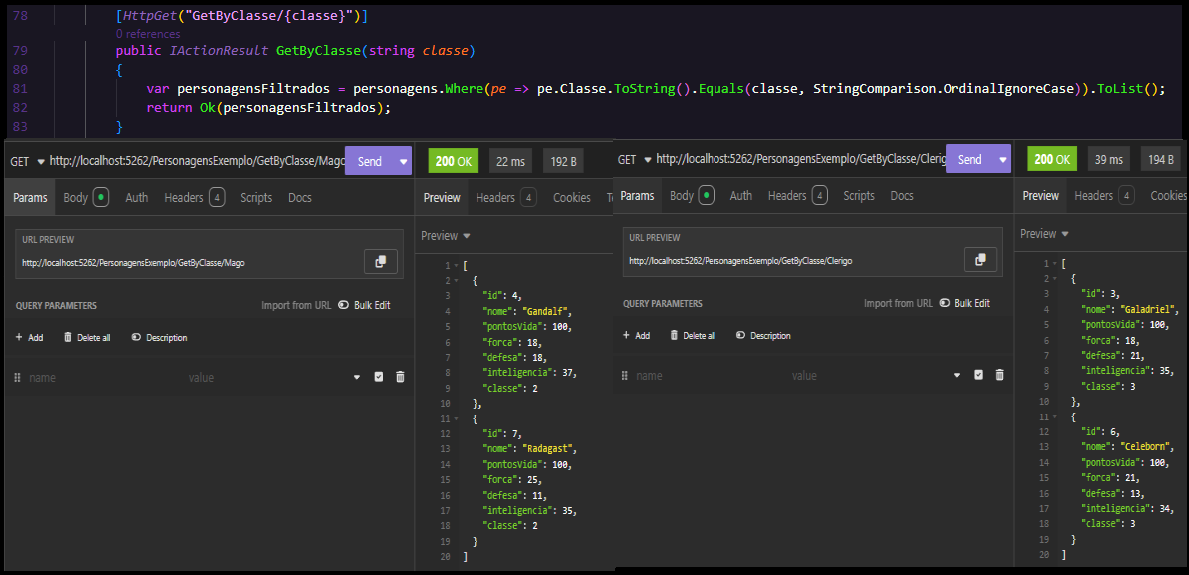 78 [HttpGet("GetByClasse/{classe}")]
0 references
79 public IActionResult GetByClasse(string classe)
80 {
81 var personagensFiltrados = personagens.Where(pe => pe.Classe.ToString().Equals(classe, StringComparison.OrdinalIgnoreCase)).ToList();
82 return Ok(personagensFiltrados);
83 }
GET http://localhost:5262/PersonagensExemplo/GetByClasse/Mago Send 200 OK 22 ms 192 B
Params Body Auth Headers 4 Scripts Docs Preview Headers 4 Cookies
URL PREVIEW
http://localhost:5262/PersonagensExemplo/GetByClasse/Mago
QUERY PARAMETERS Import from URL Bulk Edit
+ Add Delete all Description
name value
Preview
1 [
2 {
3 "id": 4,
4 "nome": "Gandalf",
5 "pontosVida": 100,
6 "forca": 18,
7 "defesa": 18,
8 "inteligencia": 37,
9 "classe": 2
10 },
11 {
12 "id": 7,
13 "nome": "Radagast",
14 "pontosVida": 100,
15 "forca": 25,
16 "defesa": 11,
17 "inteligencia": 35,
18 "classe": 2
19 }
20 ]
GET http://localhost:5262/PersonagensExemplo/GetByClasse/Clerig Send 200 OK 39 ms 194 B
Params Body Auth Headers 4 Scripts Docs Preview Headers 4 Cookies
URL PREVIEW
http://localhost:5262/PersonagensExemplo/GetByClasse/Clerigo
QUERY PARAMETERS Import from URL Bulk Edit
+ Add Delete all Description
name value
Preview
1 [
2 {
3 "id": 3,
4 "nome": "Galadriel",
5 "pontosVida": 100,
6 "forca": 18,
7 "defesa": 21,
8 "inteligencia": 35,
9 "classe": 3
10 },
11 {
12 "id": 6,
13 "nome": "Celeborn",
14 "pontosVida": 100,
15 "forca": 21,
16 "defesa": 13,
17 "inteligencia": 34,
18 "classe": 3
19 }
20 ]